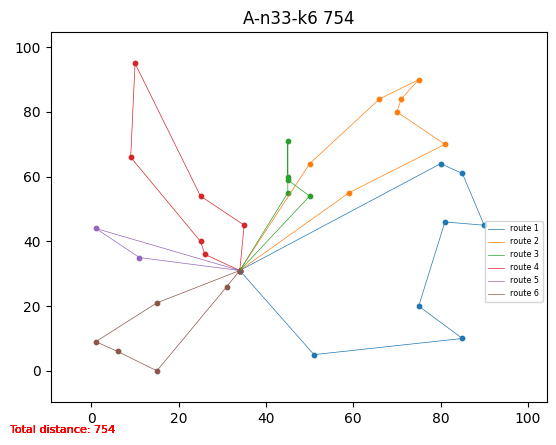 A-n33-k6 754
100
80
60
40
20
0
0 20 40 60 80 100
route 1
route 2
route 3
route 4
route 5
route 6
Total distance: 754